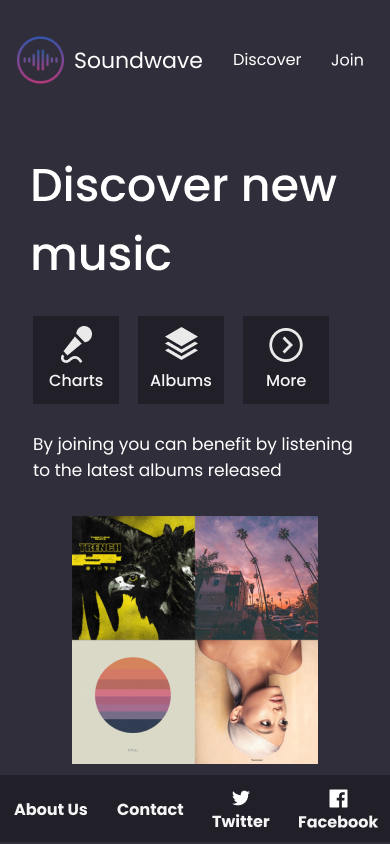 Soundwave
Discover
Join
Discover new
music
Charts
Albums
More
By joining you can benefit by listening
to the latest albums released
TRENCH
About Us
Contact
Twitter
Facebook